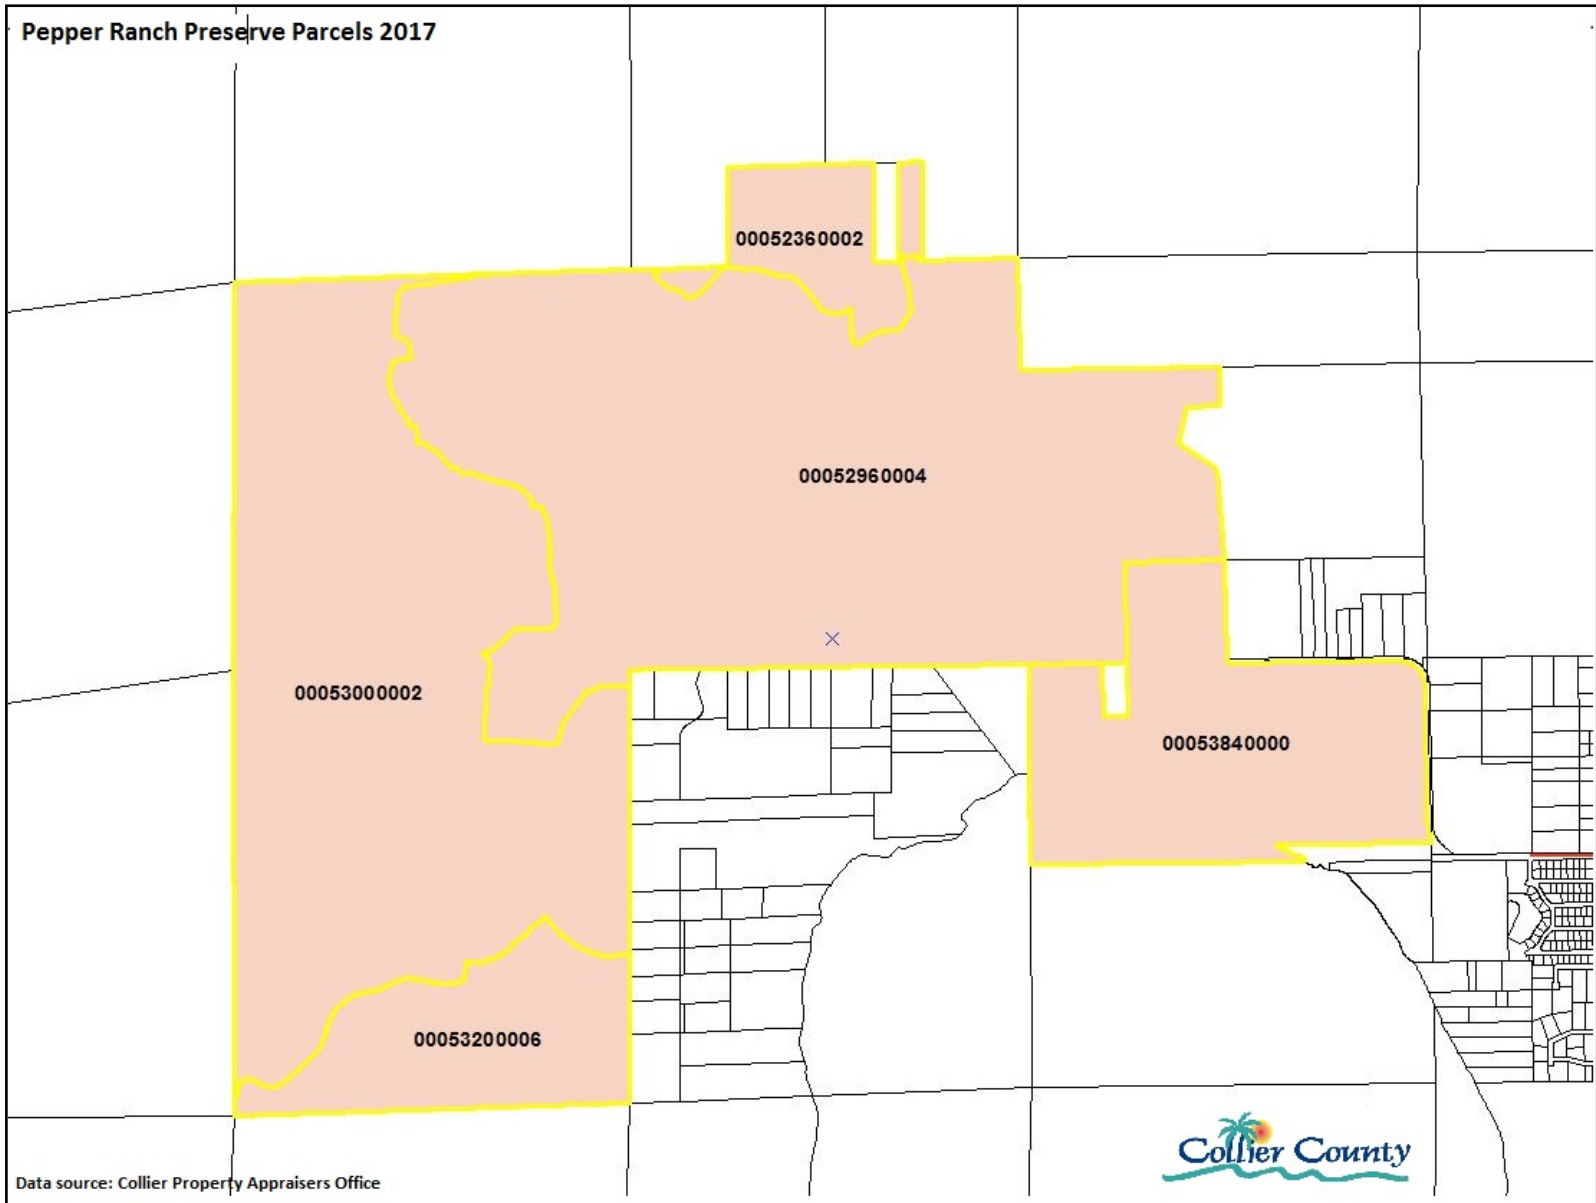 Pepper Ranch Preserve Parcels 2017
00052360002
00052960004
00053000002
00053840000
00053200006
Collier County
Data source: Collier Property Appraisers Office